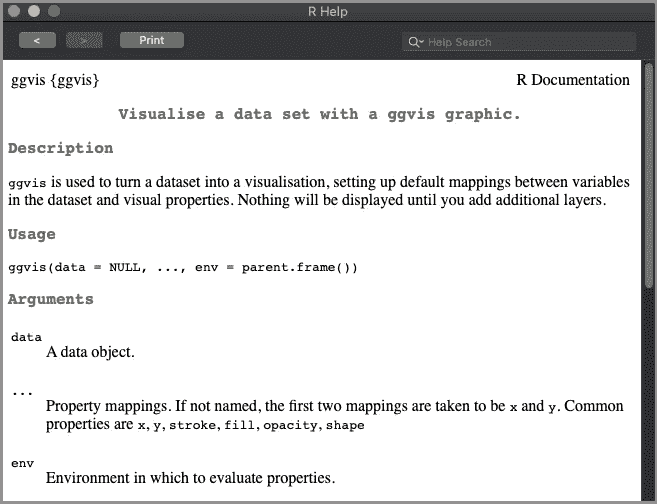 R Help
< > Print Help Search
ggvis {ggvis} R Documentation
Visualise a data set with a ggvis graphic.
Description
ggvis is used to turn a dataset into a visualisation, setting up default mappings between variables
in the dataset and visual properties. Nothing will be displayed until you add additional layers.
Usage
ggvis(data = NULL, ..., env = parent.frame())
Arguments
data
A data object.
...
Property mappings. If not named, the first two mappings are taken to be x and y. Common
properties are x, y, stroke, fill, opacity, shape
env
Environment in which to evaluate properties.